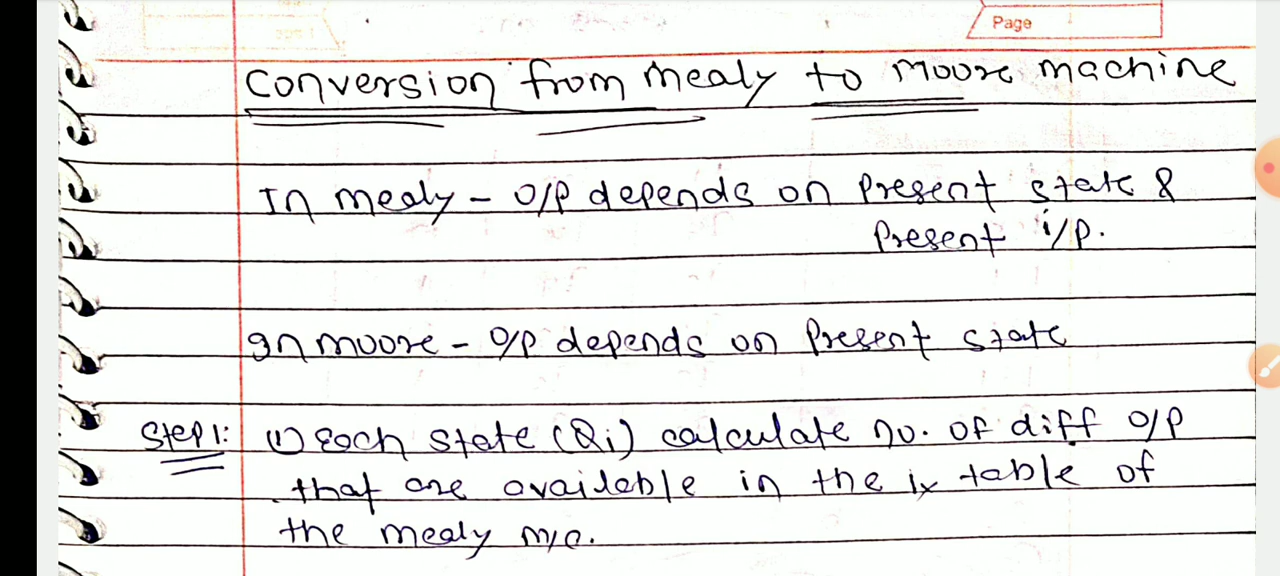 Page
Conversion from mealy to moore machine
In mealy - O/P depends on present state &
present i/p.
In moore - O/P depends on Present state
Step 1: (1) Each state (Qi) calculate no. of diff O/P
that are available in the table of
the mealy m/c.